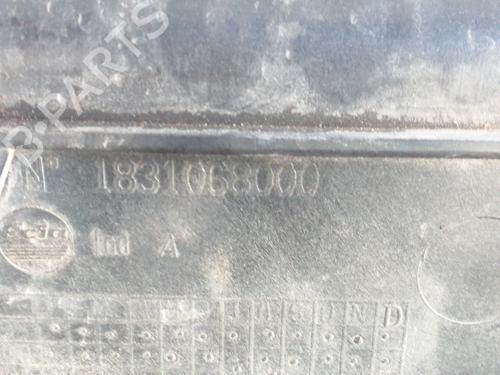 B-PARTS
N° 1831068000
Ind A
J J A S O N D